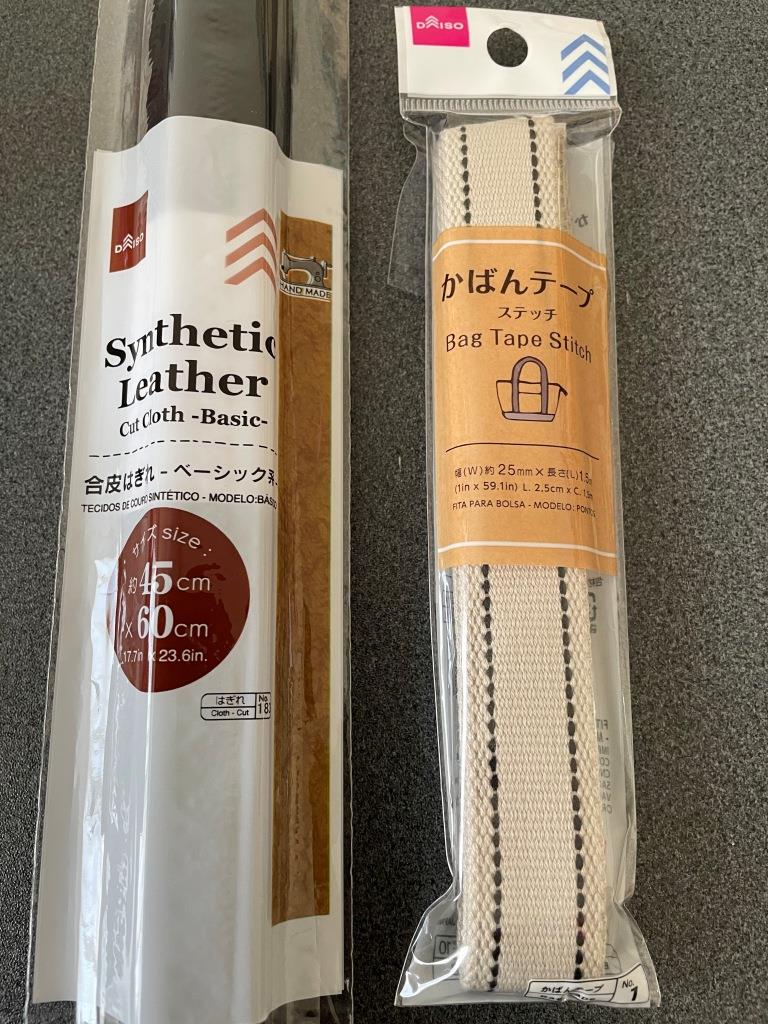 DAISO
HAND MADE
Synthetic
Leather
Cut Cloth -Basic-
合皮はぎれ - ベーシック系
TECIDOS DE COURO SINTÉTICO - MODELO:BÁSI
サイズ size :
約45cm
×60cm
17.7in x 23.6in.
はぎれ
Cloth - Cut
No.
DAISO
かばんテープ
ステッチ
Bag Tape Stitch
幅(W)約25mm×長さ(L)1.5m
(1in x 59.1in) L. 2,5cm x C. 1,5m
FITA PARA BOLSA - MODELO: PONTOS
かばんテープ
No.
1